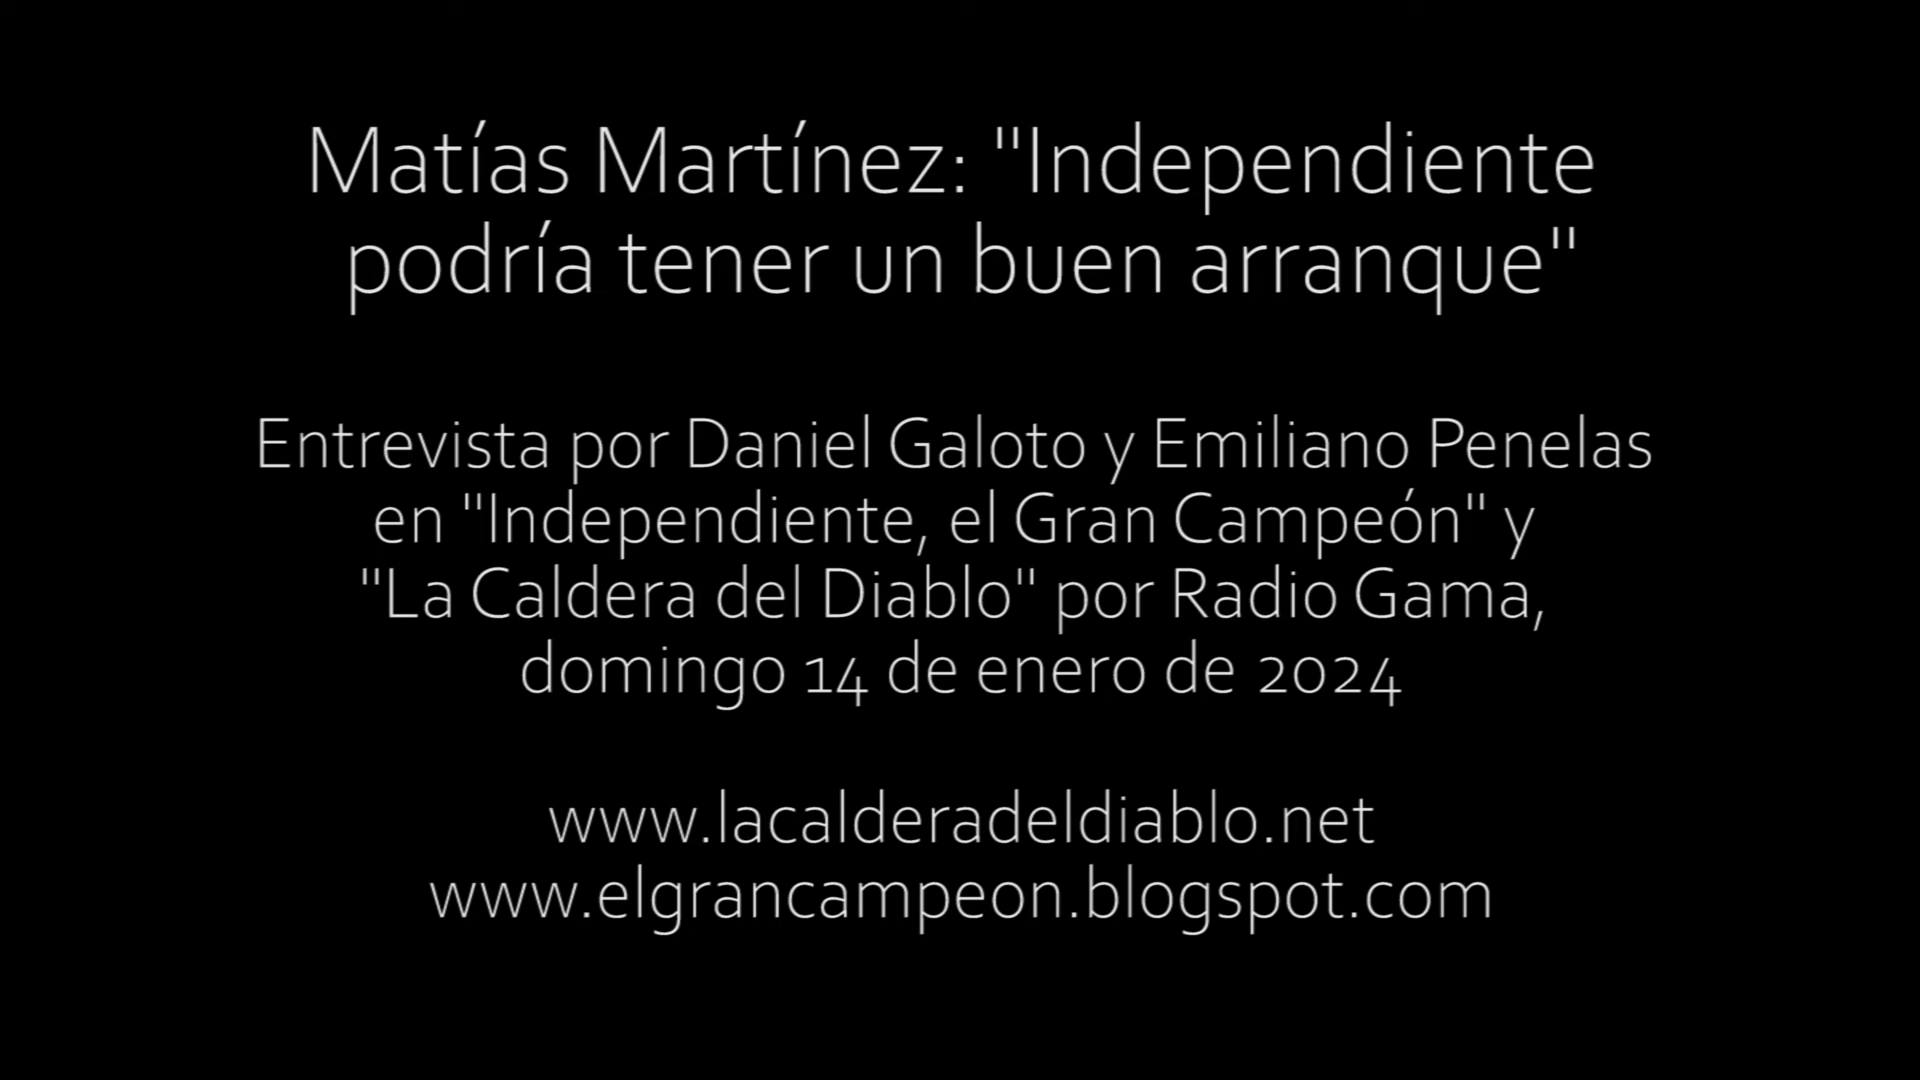 Matías Martínez: "Independiente
podría tener un buen arranque"
Entrevista por Daniel Galoto y Emiliano Penelas
en "Independiente, el Gran Campeón" y
"La Caldera del Diablo" por Radio Gama,
domingo 14 de enero de 2024
www.lacalderadeldiablo.net
www.elgrancampeon.blogspot.com